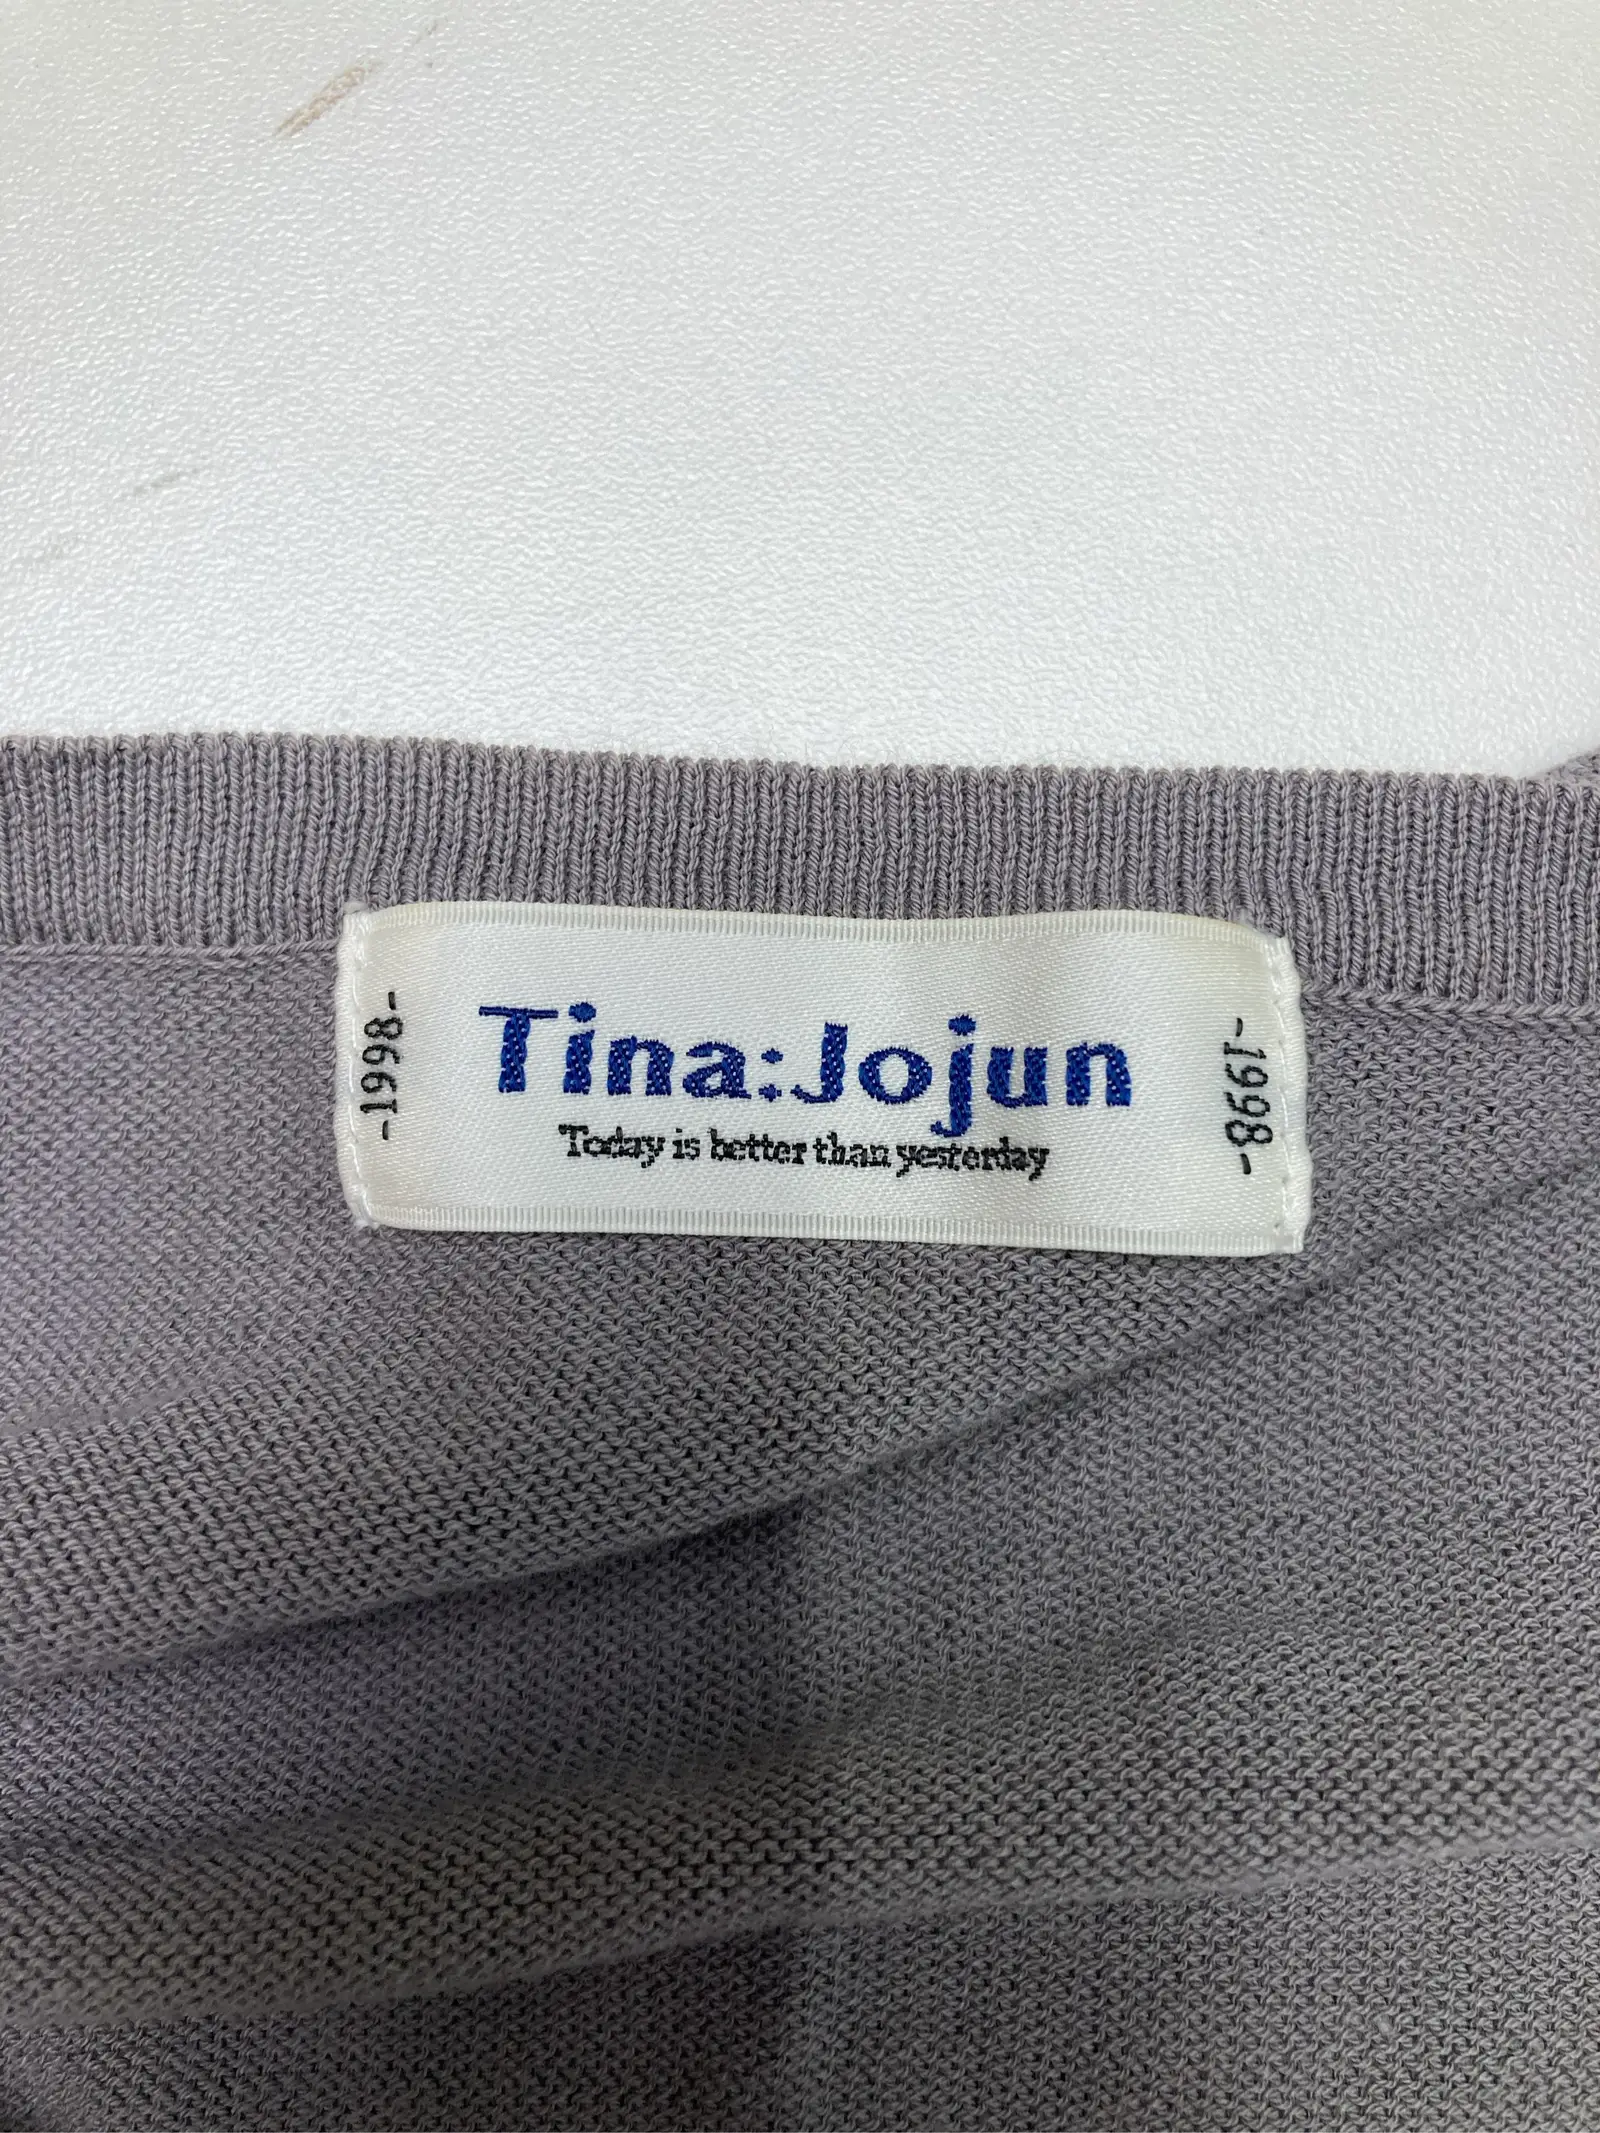 -1998-
Tina:Jojun
Today is better than yesterday
-1998-